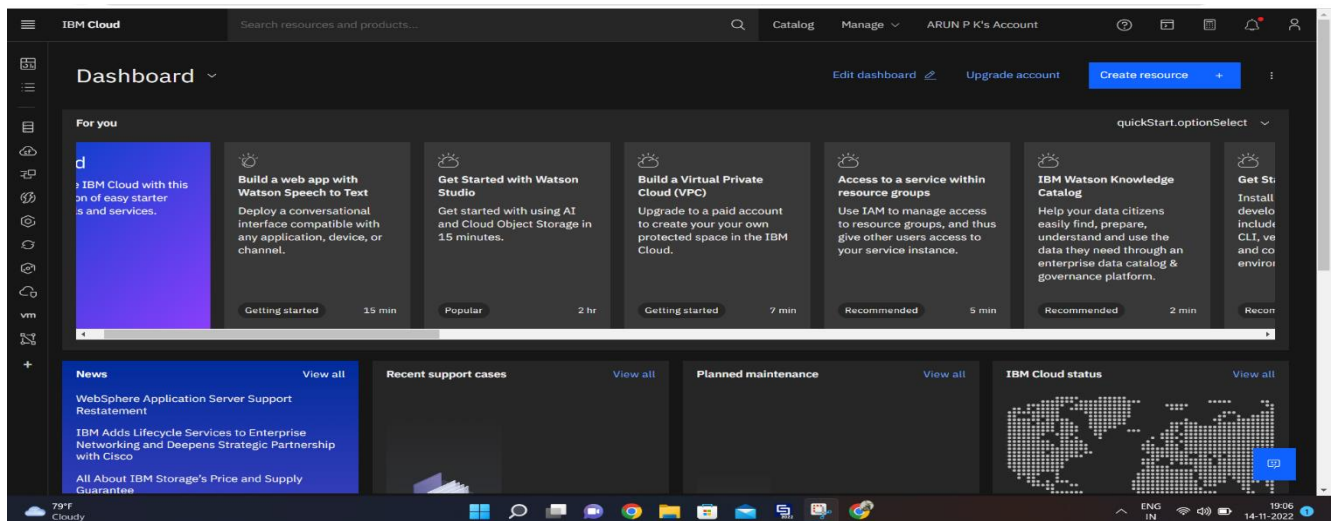 IBM Cloud
Search resources and products...
Catalog
Manage
ARUN P K's Account
Dashboard
Edit dashboard
Upgrade account
Create resource +
For you
quickStart.optionSelect
d
e IBM Cloud with this
on of easy starter
s and services.
Build a web app with
Watson Speech to Text
Deploy a conversational
interface compatible with
any application, device, or
channel.
Getting started
15 min
Get Started with Watson
Studio
Get started with using AI
and Cloud Object Storage in
15 minutes.
Popular
2 hr
Build a Virtual Private
Cloud (VPC)
Upgrade to a paid account
to create your your own
protected space in the IBM
Cloud.
Getting started
7 min
Access to a service within
resource groups
Use IAM to manage access
to resource groups, and thus
give other users access to
your service instance.
Recommended
5 min
IBM Watson Knowledge
Catalog
Help your data citizens
easily find, prepare,
understand and use the
data they need through an
enterprise data catalog &
governance platform.
Recommended
2 min
Get St
Install
develo
include
CLI, ve
and co
environ
Recon
vm
News
View all
WebSphere Application Server Support
Restatement
IBM Adds Lifecycle Services to Enterprise
Networking and Deepens Strategic Partnership
with Cisco
All About IBM Storage's Price and Supply
Guarantee
Recent support cases
View all
Planned maintenance
View all
IBM Cloud status
View all
79°F
Cloudy
ENG
IN
19:06
14-11-2022
1